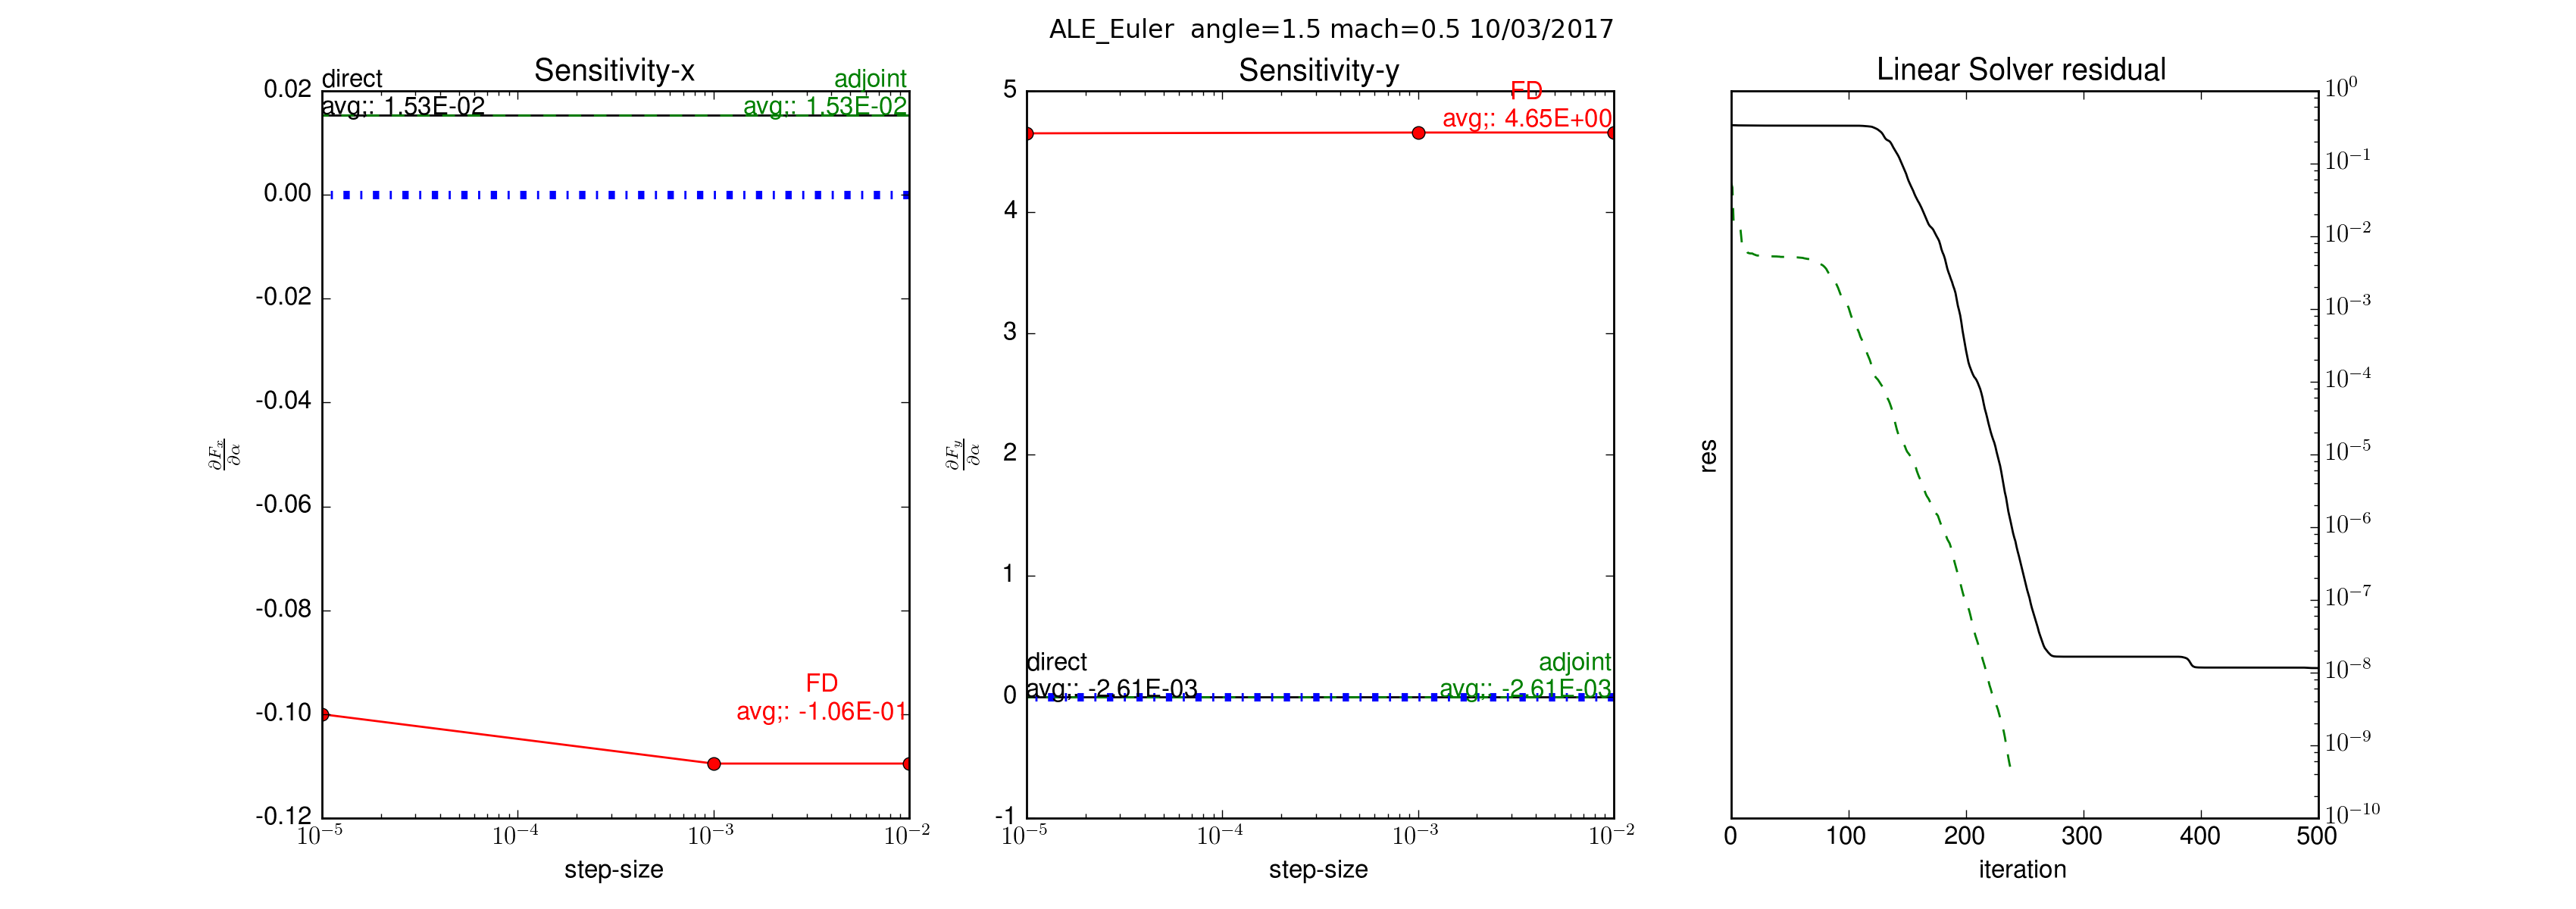 ALE_Euler  angle=1.5 mach=0.5 10/03/2017
Sensitivity-x
direct
avg;: 1.53E-02
adjoint
avg;: 1.53E-02
FD
avg;: -1.06E-01
0.02
0.00
-0.02
-0.04
-0.06
-0.08
-0.10
-0.12
∂Fₓ/∂α
10⁻⁵ 10⁻⁴ 10⁻³ 10⁻²
step-size
Sensitivity-y
FD
avg;: 4.65E+00
direct
avg;: -2.61E-03
adjoint
avg;: -2.61E-03
5
4
3
2
1
0
-1
∂F_y/∂α
10⁻⁵ 10⁻⁴ 10⁻³ 10⁻²
step-size
Linear Solver residual
res
10⁰
10⁻¹
10⁻²
10⁻³
10⁻⁴
10⁻⁵
10⁻⁶
10⁻⁷
10⁻⁸
10⁻⁹
10⁻¹⁰
0 100 200 300 400 500
iteration